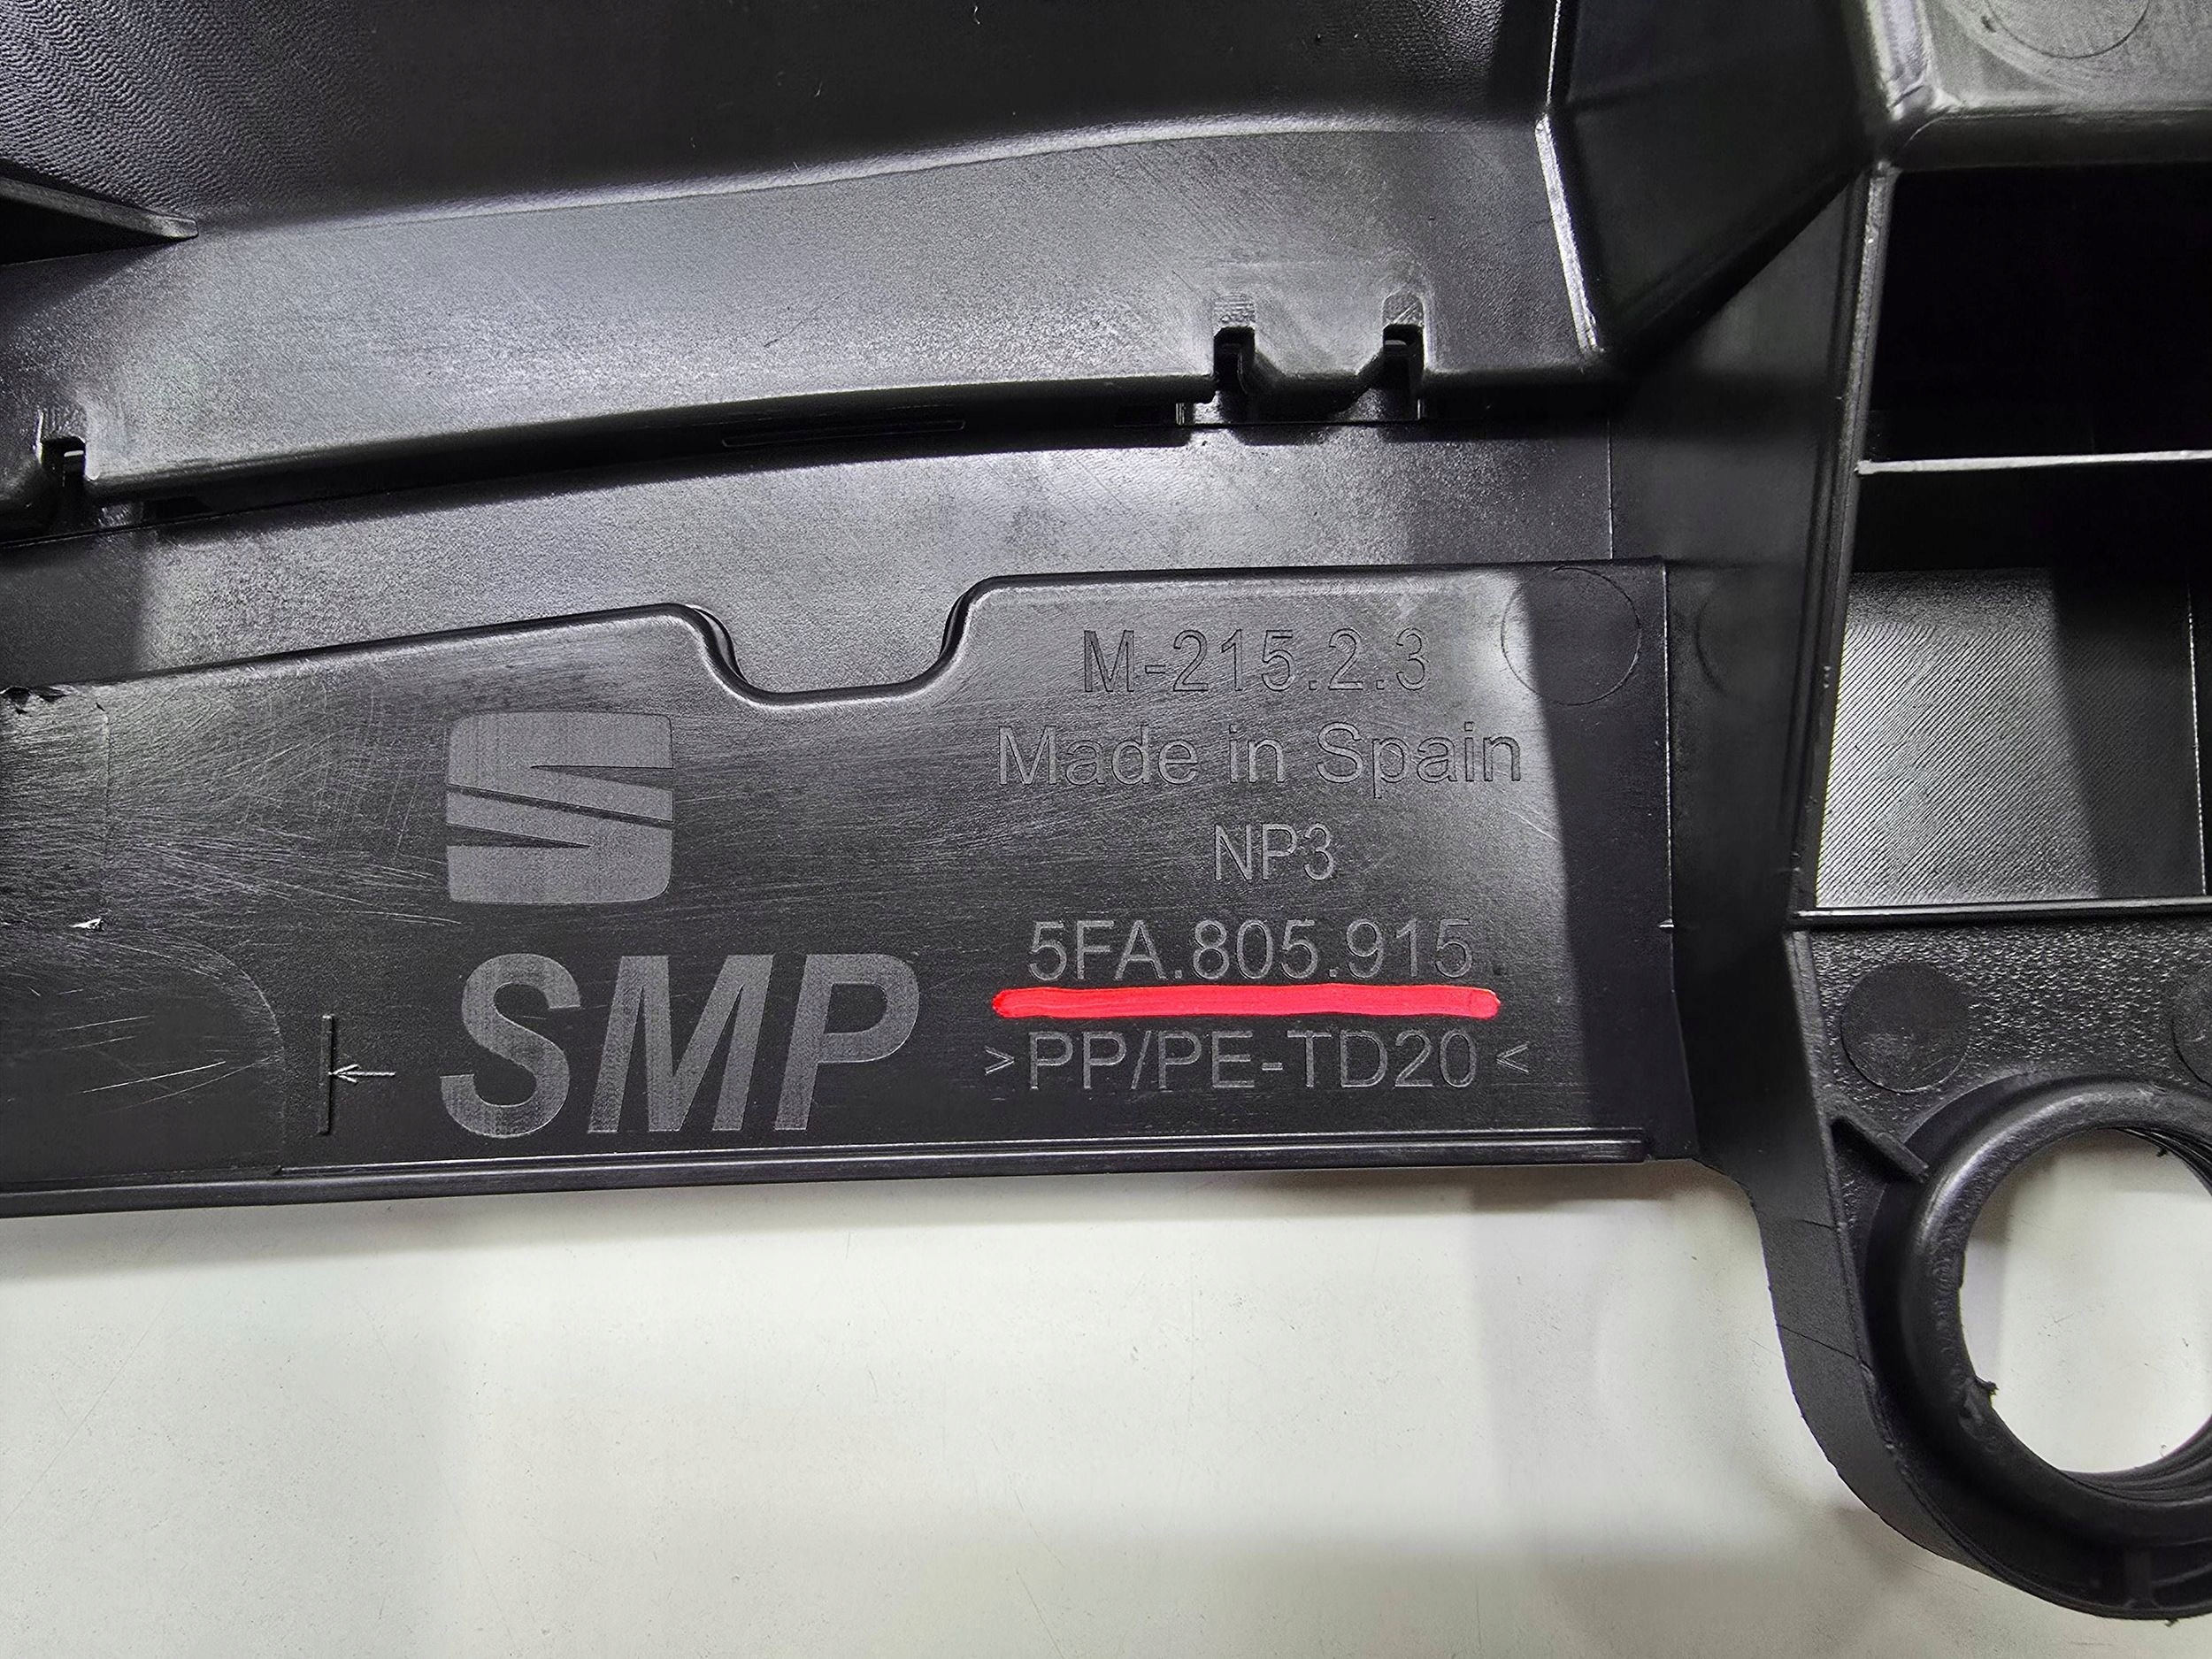 M-215.2.3
Made in Spain
NP3
SMP
5FA.805.915
>PP/PE-TD20<